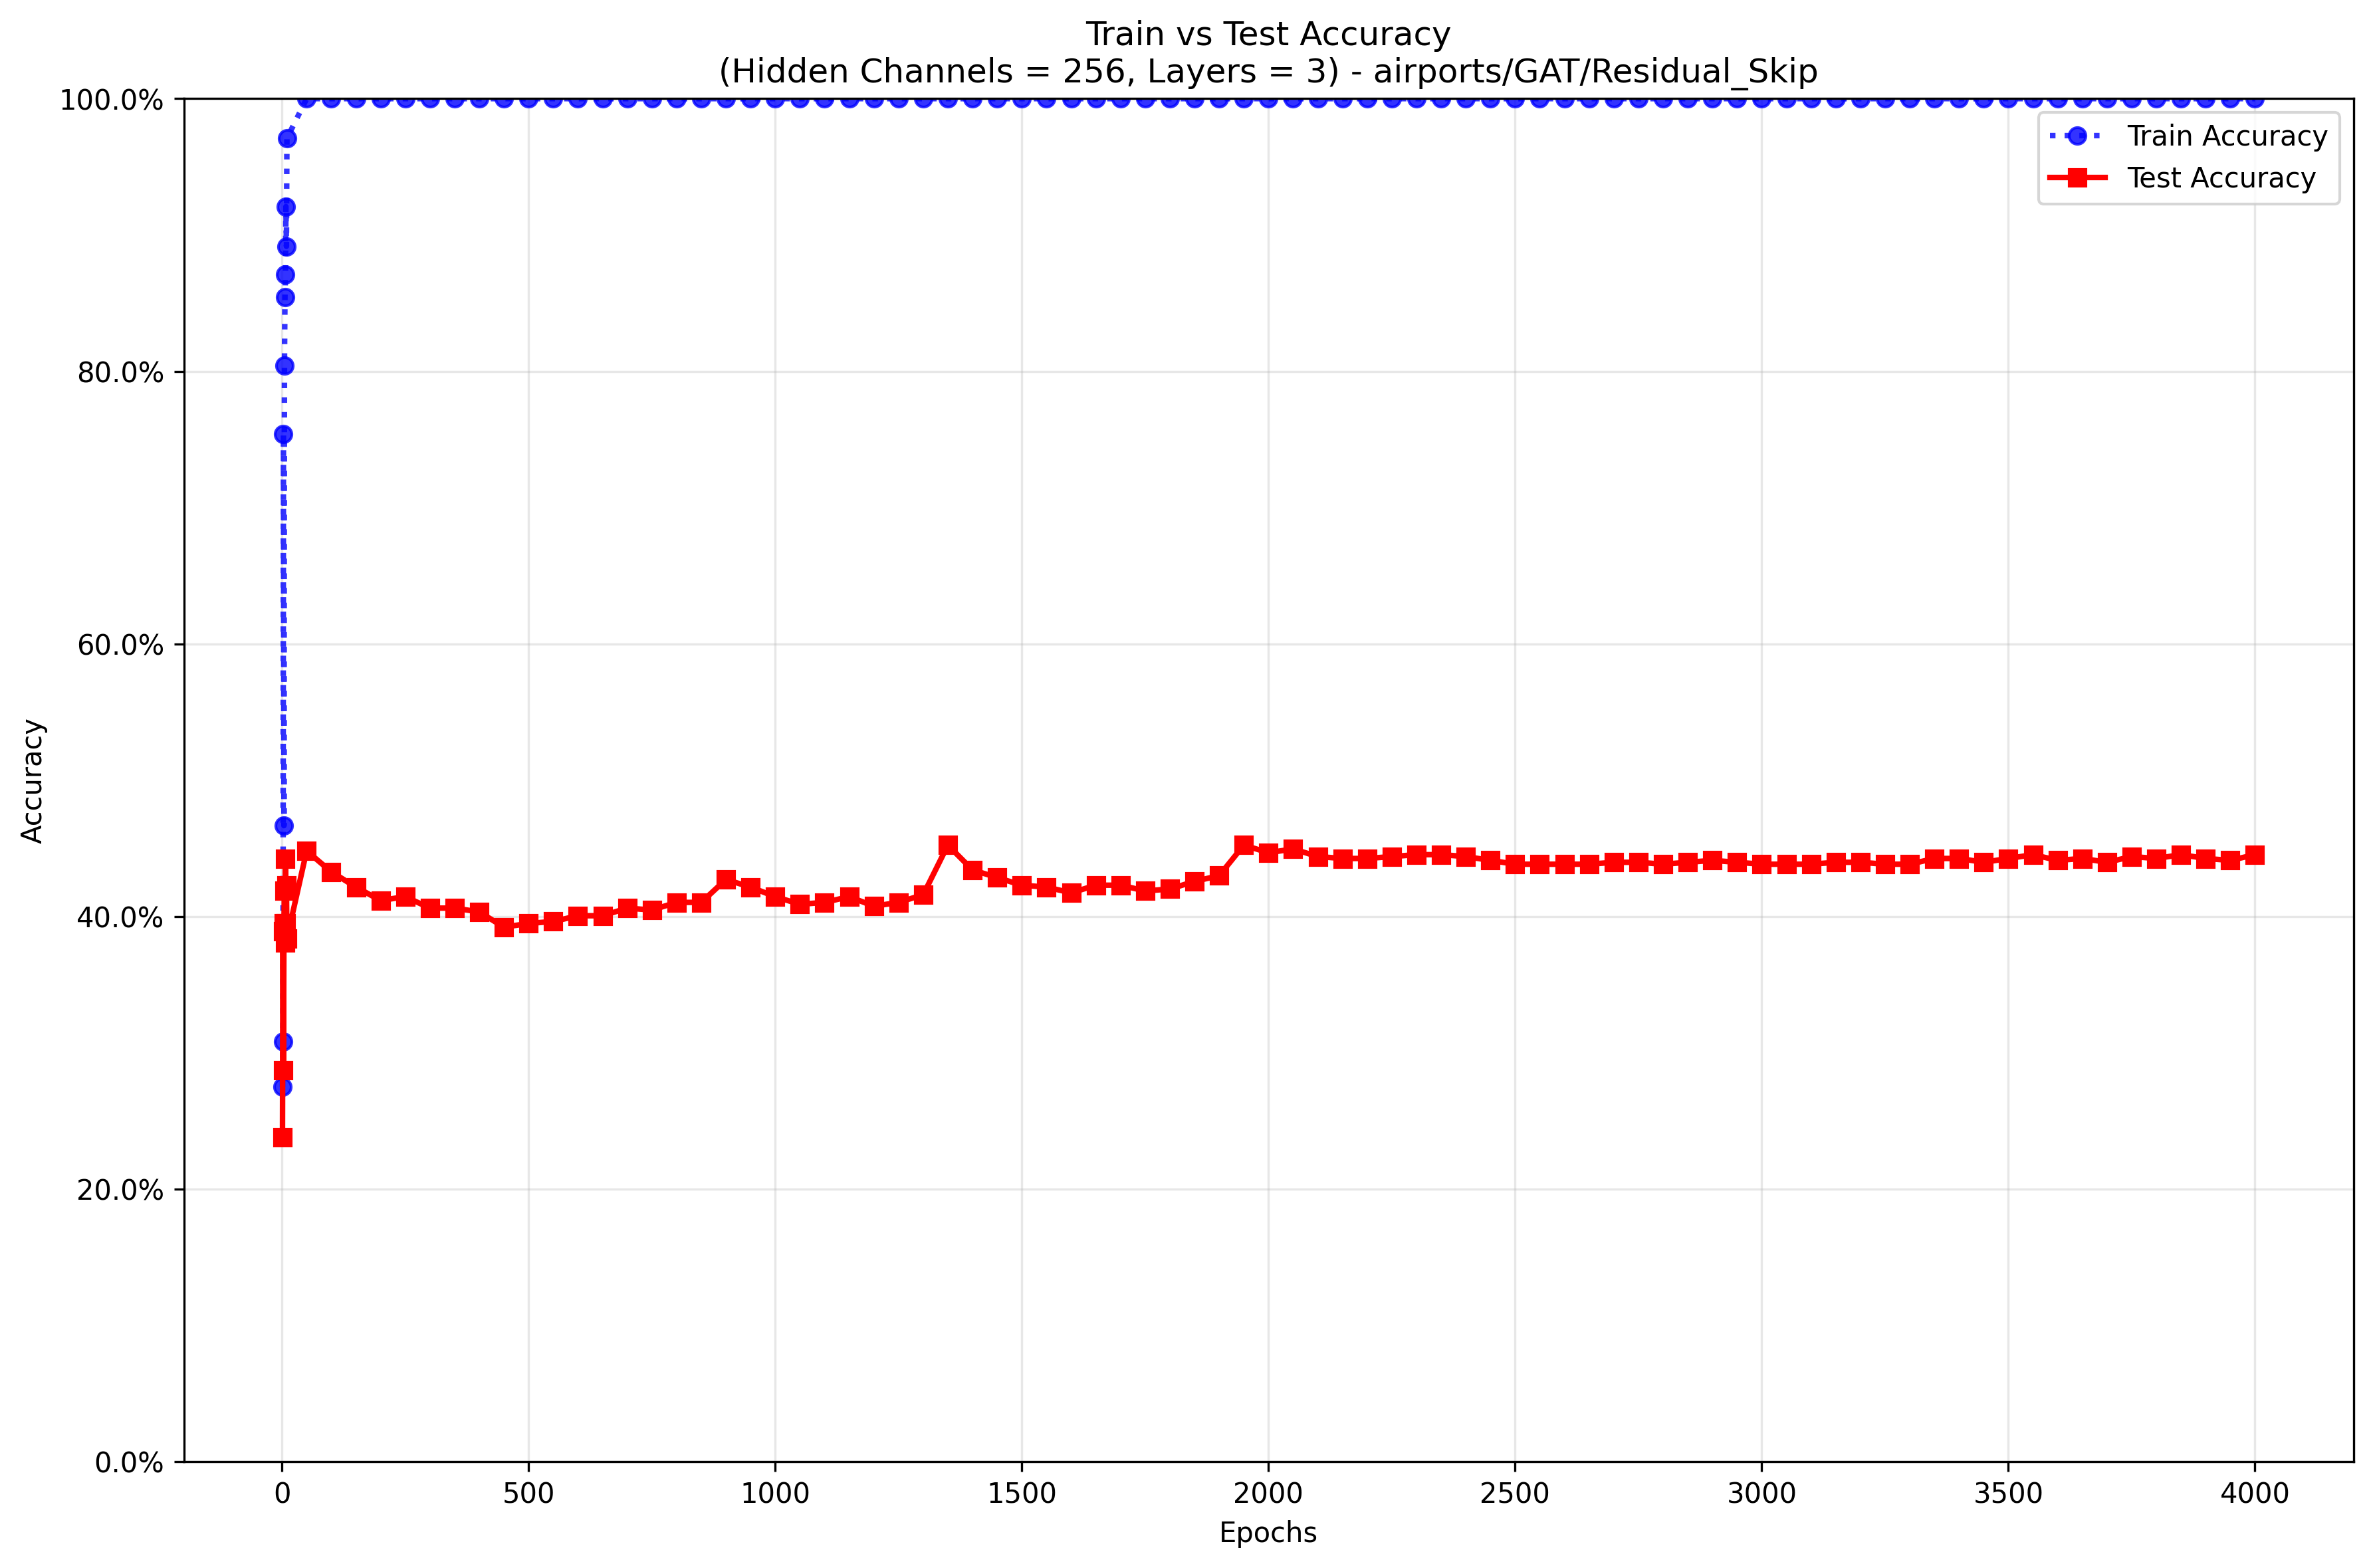 Train vs Test Accuracy
(Hidden Channels = 256, Layers = 3) - airports/GAT/Residual_Skip
100.0%
80.0%
60.0%
40.0%
20.0%
0.0%
Accuracy
Train Accuracy
Test Accuracy
0 500 1000 1500 2000 2500 3000 3500 4000
Epochs